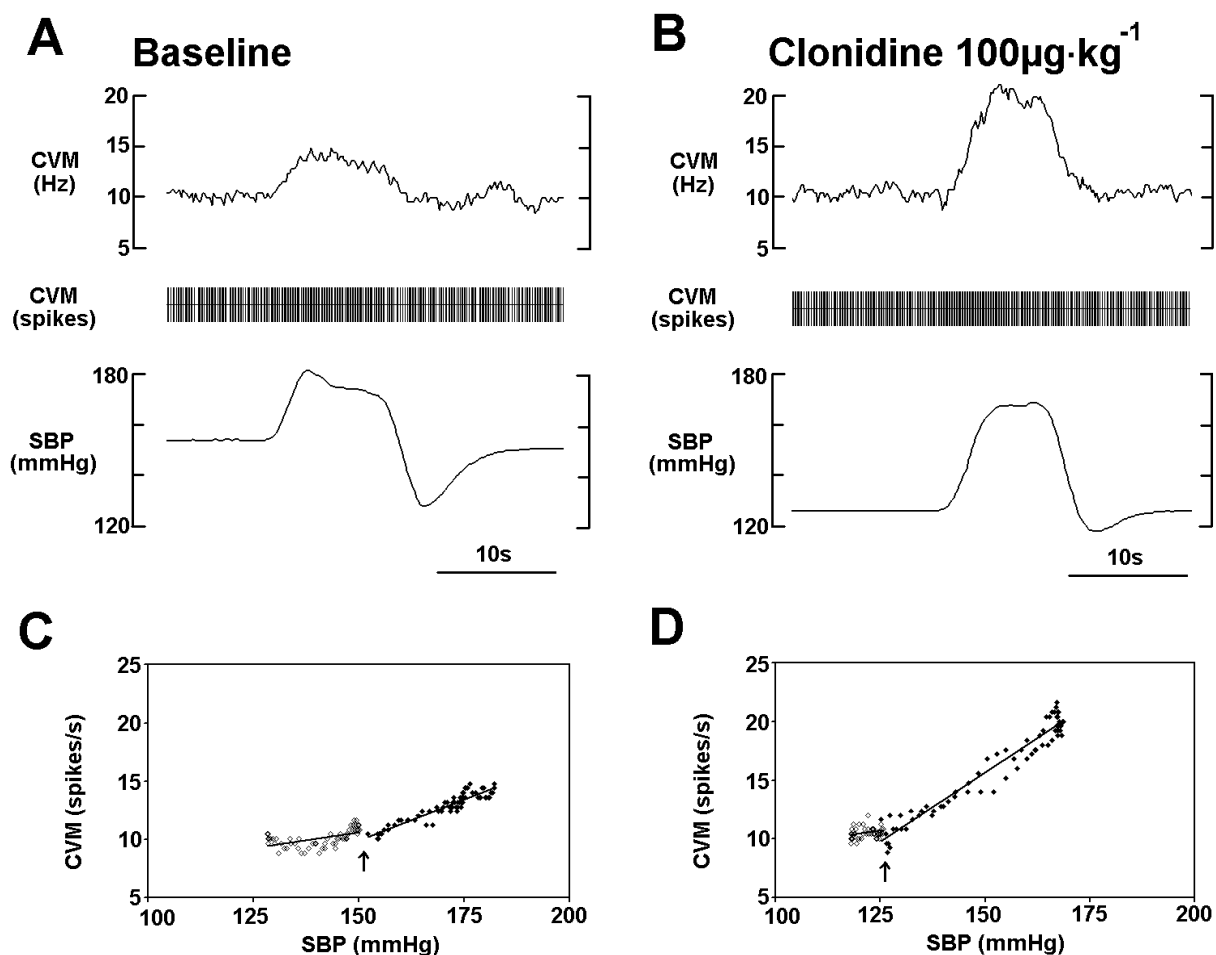 A
Baseline
20
15
10
5
CVM
(Hz)
CVM
(spikes)
180
120
SBP
(mmHg)
10s
B
Clonidine 100µg·kg-1
20
15
10
5
CVM
(Hz)
CVM
(spikes)
180
120
SBP
(mmHg)
10s
C
CVM (spikes/s)
25
20
15
10
5
100
125
150
175
200
SBP (mmHg)
D
CVM (spikes/s)
25
20
15
10
5
100
125
150
175
200
SBP (mmHg)